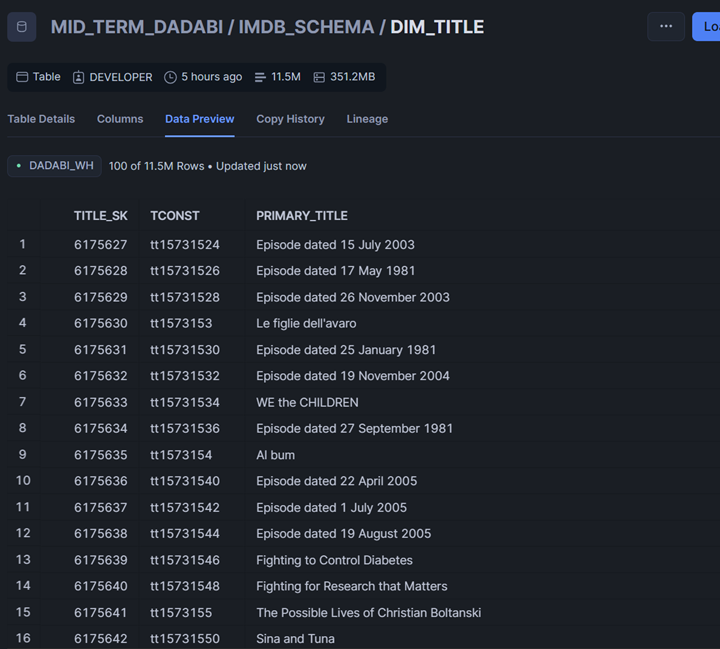 MID_TERM_DADABI / IMDB_SCHEMA / DIM_TITLE ...
Table DEVELOPER 5 hours ago 11.5M 351.2MB
Table Details Columns Data Preview Copy History Lineage
DADABI_WH 100 of 11.5M Rows • Updated just now
TITLE_SK TCONST PRIMARY_TITLE
1 6175627 tt15731524 Episode dated 15 July 2003
2 6175628 tt15731526 Episode dated 17 May 1981
3 6175629 tt15731528 Episode dated 26 November 2003
4 6175630 tt1573153 Le figlie dell'avaro
5 6175631 tt15731530 Episode dated 25 January 1981
6 6175632 tt15731532 Episode dated 19 November 2004
7 6175633 tt15731534 WE the CHILDREN
8 6175634 tt15731536 Episode dated 27 September 1981
9 6175635 tt1573154 Al bum
10 6175636 tt15731540 Episode dated 22 April 2005
11 6175637 tt15731542 Episode dated 1 July 2005
12 6175638 tt15731544 Episode dated 19 August 2005
13 6175639 tt15731546 Fighting to Control Diabetes
14 6175640 tt15731548 Fighting for Research that Matters
15 6175641 tt1573155 The Possible Lives of Christian Boltanski
16 6175642 tt15731550 Sina and Tuna